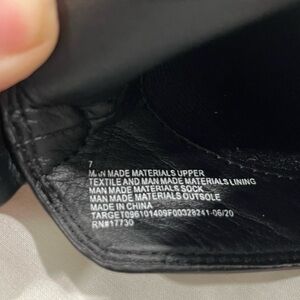 7
MAN MADE MATERIALS UPPER
TEXTILE AND MAN MADE MATERIALS LINING
MAN MADE MATERIALS SOCK
MAN MADE MATERIALS OUTSOLE
MADE IN CHINA
TARGET096101409F00328241-06/20
RN#17730